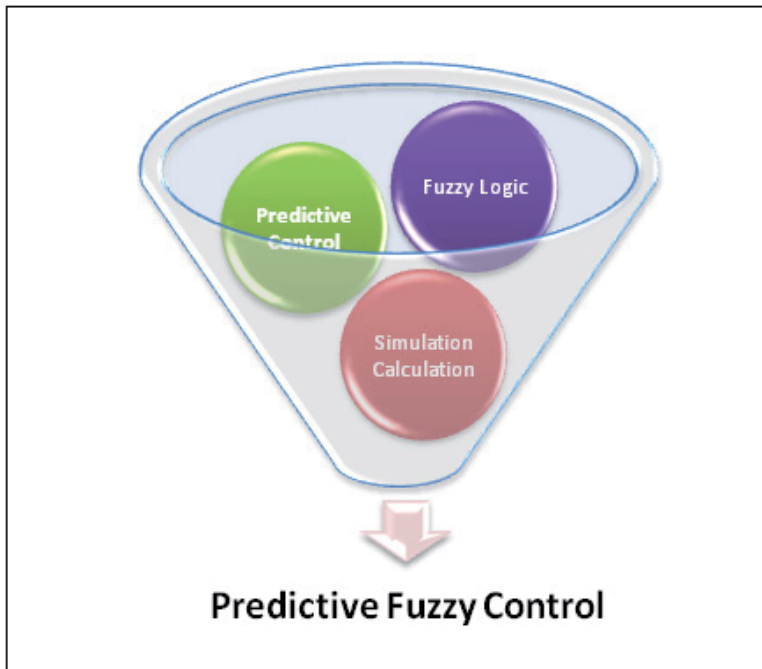 Fuzzy Logic
Predictive
Control
Simulation
Calculation
Predictive Fuzzy Control